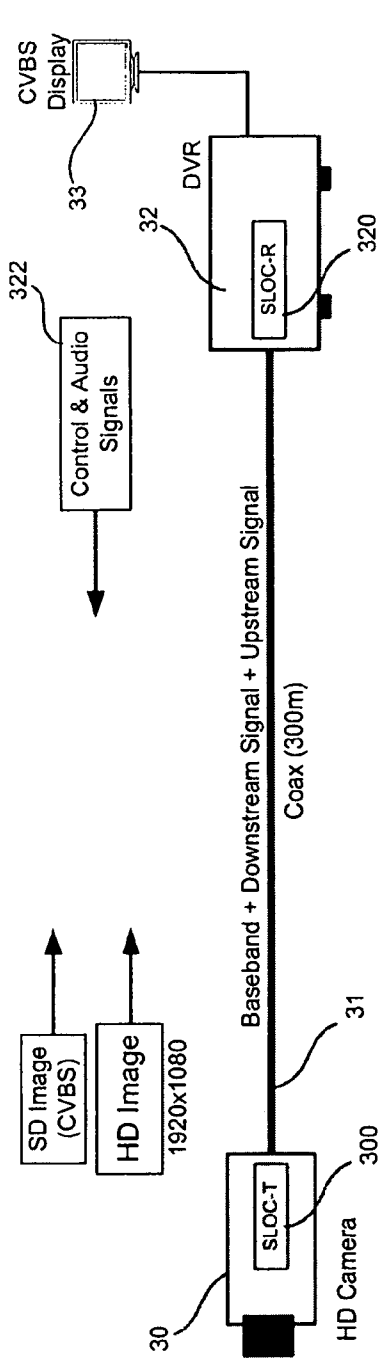 SD Image
(CVBS)
HD Image
1920x1080
322
Control & Audio
Signals
CVBS
Display
33
30
SLOC-T
300
HD Camera
Baseband + Downstream Signal + Upstream Signal
Coax (300m)
31
32
DVR
SLOC-R
320